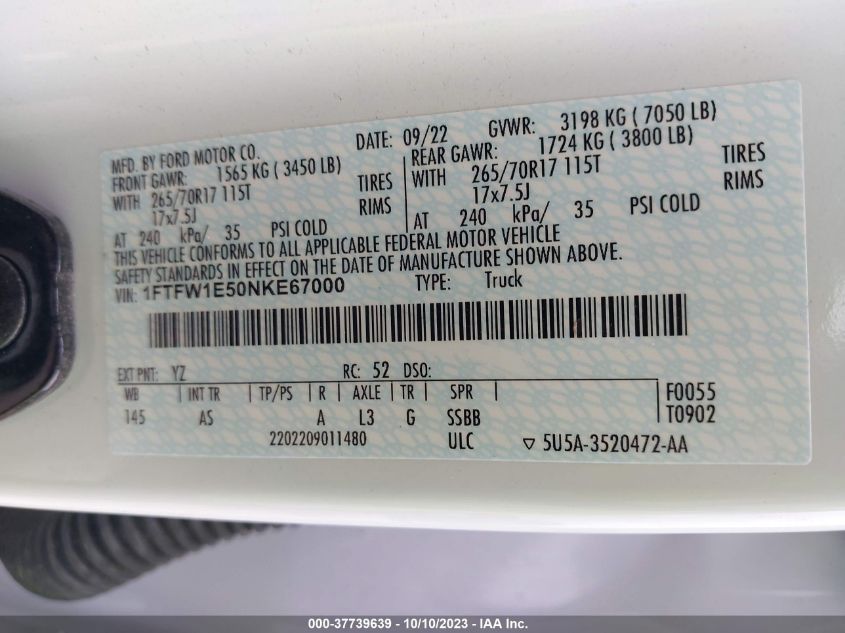 MFD. BY FORD MOTOR CO. DATE: 09/22 GVWR: 3198 KG ( 7050 LB)
FRONT GAWR: 1565 KG ( 3450 LB) REAR GAWR: 1724 KG ( 3800 LB)
WITH 265/70R17 115T TIRES WITH 265/70R17 115T TIRES
17x7.5J RIMS 17x7.5J RIMS
AT 240 kPa/ 35 PSI COLD AT 240 kPa/ 35 PSI COLD
THIS VEHICLE CONFORMS TO ALL APPLICABLE FEDERAL MOTOR VEHICLE
SAFETY STANDARDS IN EFFECT ON THE DATE OF MANUFACTURE SHOWN ABOVE.
VIN: 1FTFW1E50NKE67000 TYPE: Truck
EXT PNT: YZ RC: 52 DSO:
WB INT TR TP/PS R AXLE TR SPR F0055
145 AS A L3 G SSBB T0902
2202209011480 ULC ▽ 5U5A-3520472-AA
000-37739639 - 10/10/2023 - IAA Inc.